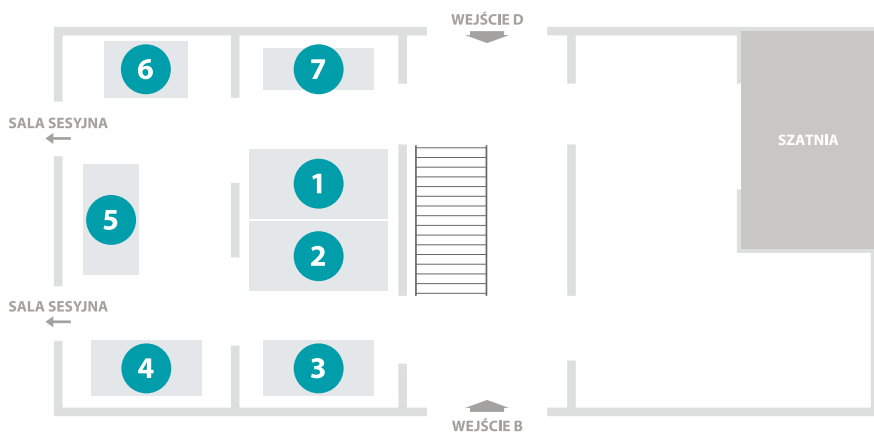 WEJŚCIE D
6
7
SALA SESYJNA
SZATNIA
1
5
2
SALA SESYJNA
4
3
WEJŚCIE B